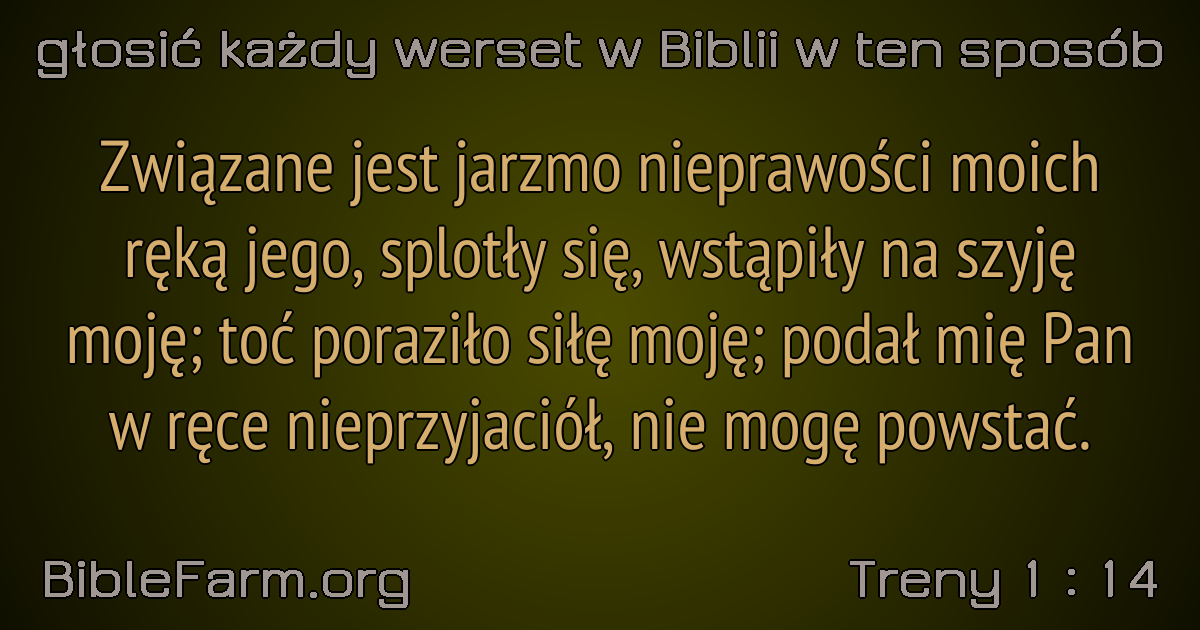 głosić każdy werset w Biblii w ten sposób
Związane jest jarzmo nieprawości moich
ręką jego, splotły się, wstąpiły na szyję
moję; toć poraziło siłę moję; podał mię Pan
w ręce nieprzyjaciół, nie mogę powstać.
BibleFarm.org
Treny 1 : 14